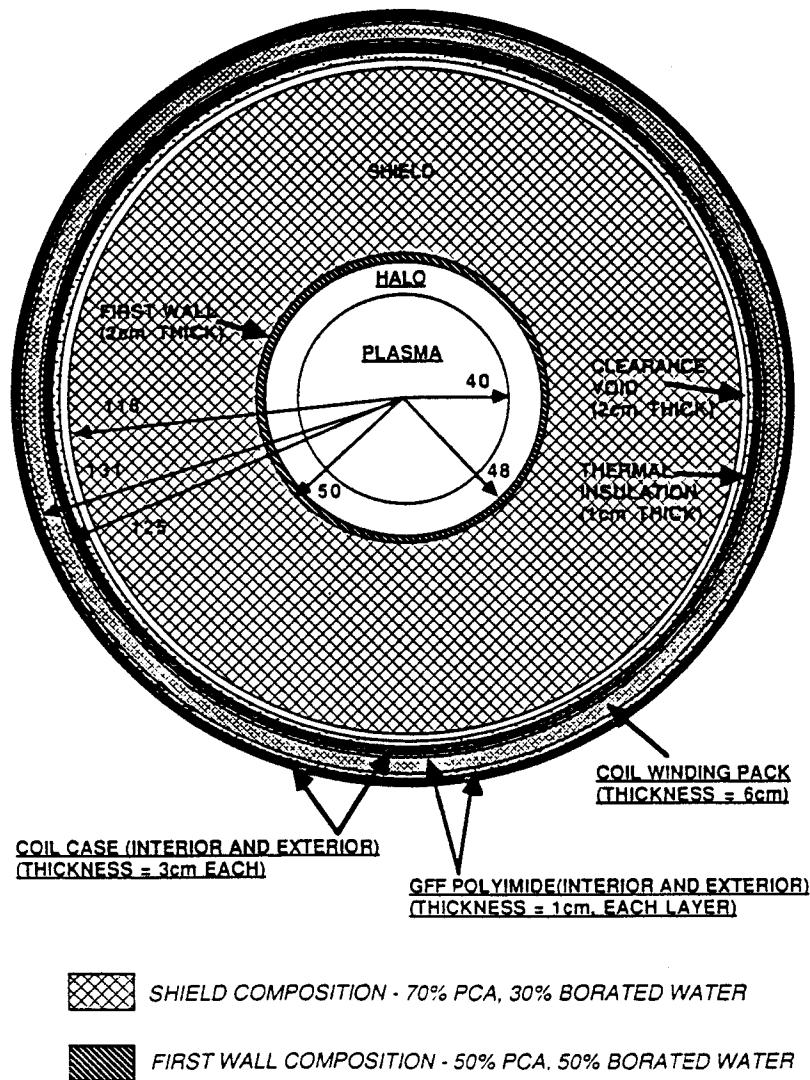 SHIELD
HALO
FIRST WALL
(2cm THICK)
PLASMA
40
CLEARANCE
VOID
(2cm THICK)
118
48
131
50
THERMAL
INSULATION
(1cm THICK)
125
COIL WINDING PACK
(THICKNESS = 6cm)
COIL CASE (INTERIOR AND EXTERIOR)
(THICKNESS = 3cm EACH)
GFF POLYIMIDE(INTERIOR AND EXTERIOR)
(THICKNESS = 1cm, EACH LAYER)
SHIELD COMPOSITION - 70% PCA, 30% BORATED WATER
FIRST WALL COMPOSITION - 50% PCA, 50% BORATED WATER